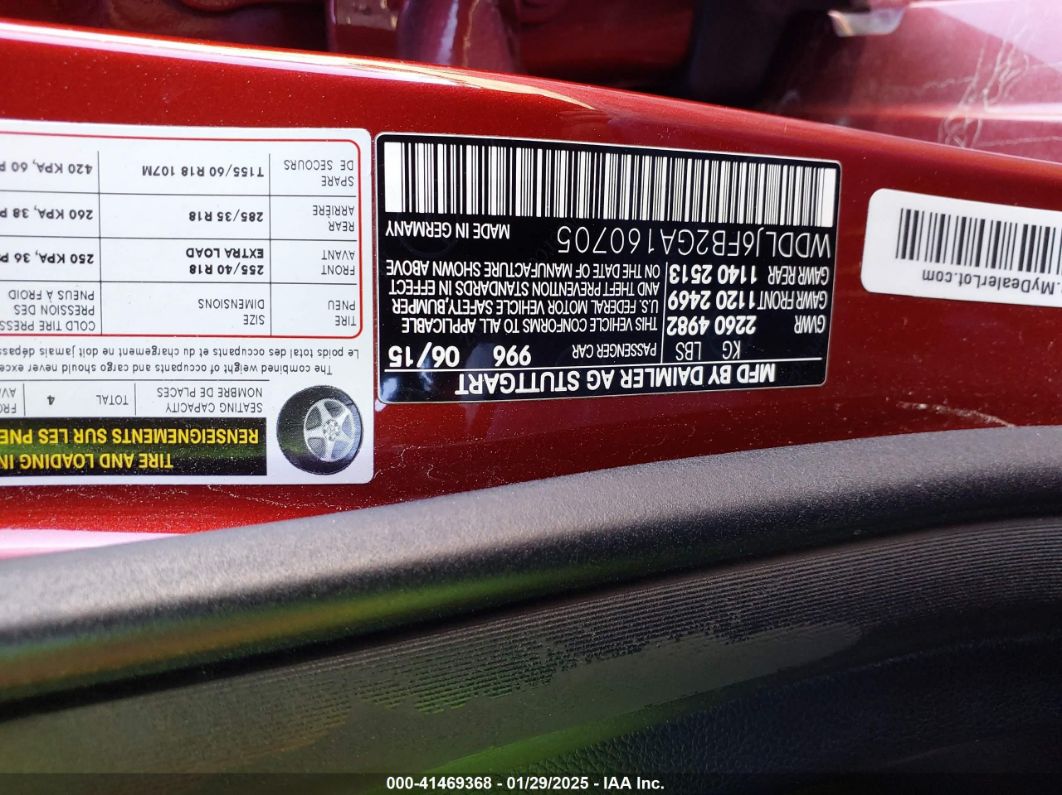 MFD BY DAIMLER AG STUTTGART
PASSENGER CAR 996 06/15
KG LBS
GVWR 2260 4982
GAWR FRONT 1120 2469
GAWR REAR 1140 2513
THIS VEHICLE CONFORMS TO ALL APPLICABLE
U.S. FEDERAL MOTOR VEHICLE SAFETY,BUMPER
AND THEFT PREVENTION STANDARDS IN EFFECT
ON THE DATE OF MANUFACTURE SHOWN ABOVE
WDDLJ6FB2GA160705
MADE IN GERMANY
TIRE AND LOADING IN
RENSEIGNEMENTS SUR LES PNE
SEATING CAPACITY
NOMBRE DE PLACES
TOTAL 4
FRO
AVA
The combined weight of occupants and cargo should never exce
Le poids total des occupants et du chargement ne doit jamais dépass
TIRE
PNEU
SIZE
DIMENSIONS
COLD TIRE PRESS
PRESSION DES
PNEUS À FROID
FRONT
AVANT
255/40 R18
EXTRA LOAD
250 KPA, 36 P
REAR
ARRIÈRE
285/35 R18
260 KPA, 38 P
SPARE
DE SECOURS
T155/60 R18 107M
420 KPA, 60 P
.MyDealerLot.com
000-41469368 - 01/29/2025 - IAA Inc.